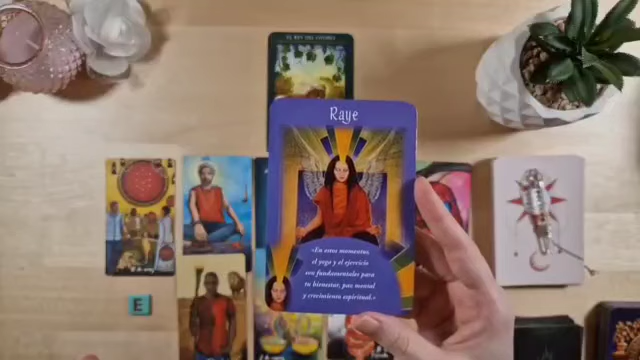 Raye
«En estos momentos
el yoga y el ejercicio
son fundamentales para
tu bienestar, paz mental
y crecimiento espiritual.»
E